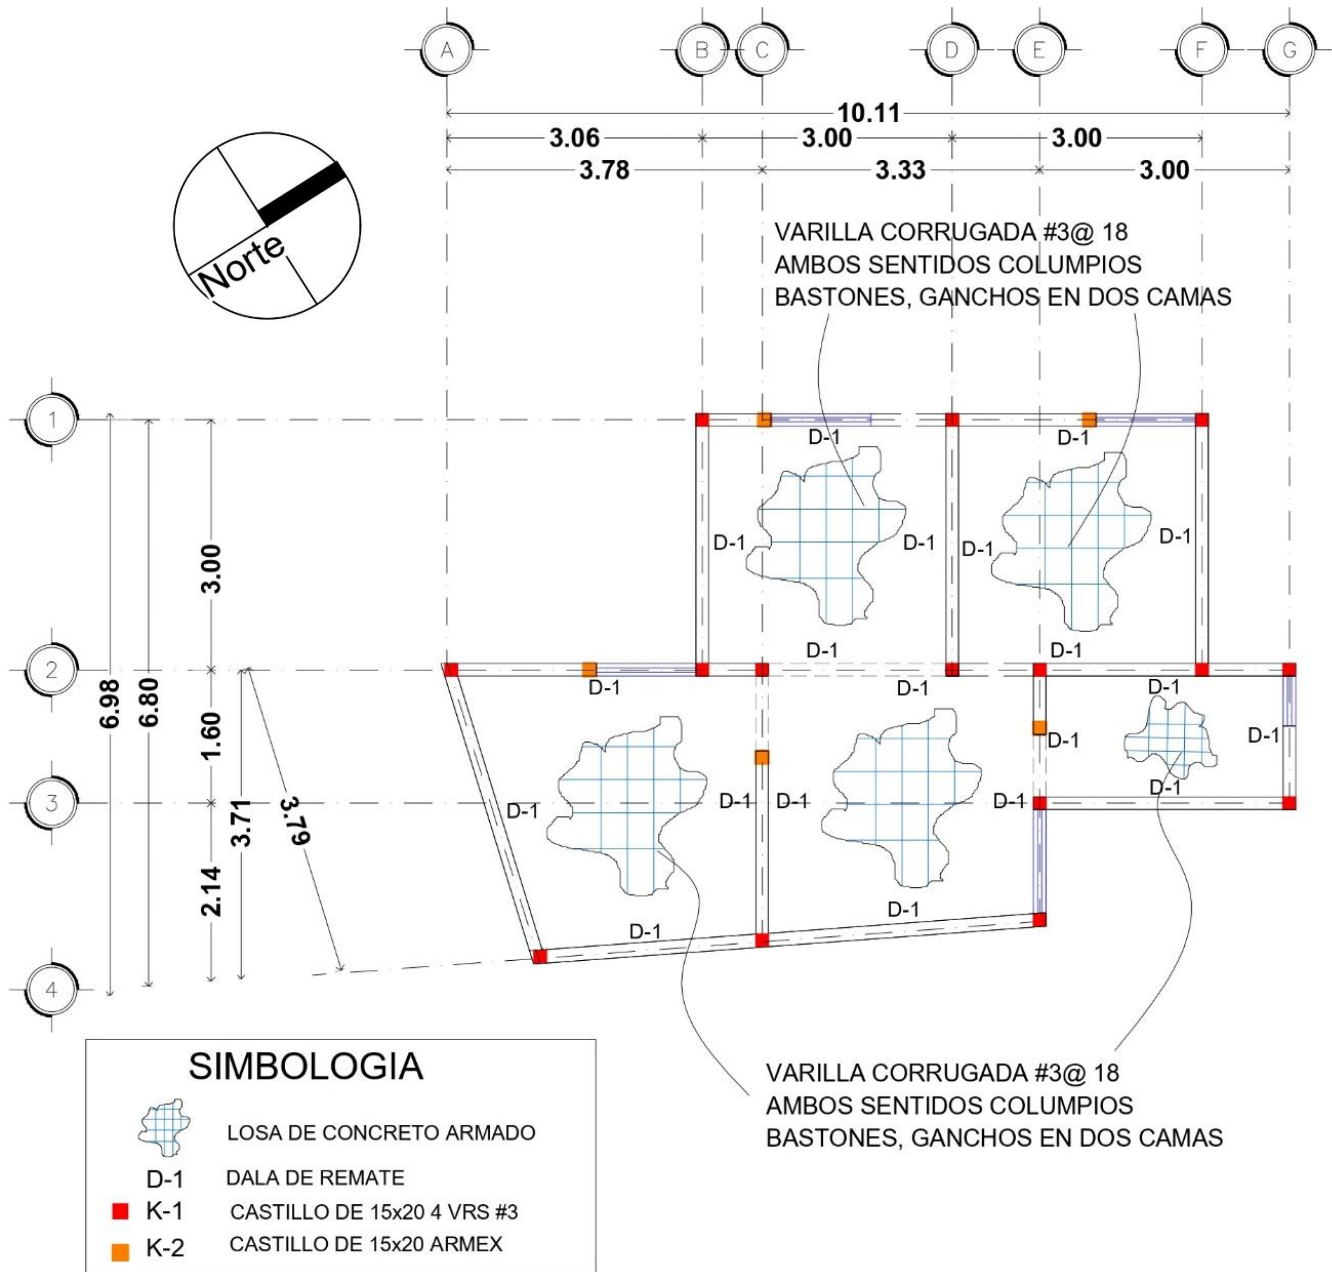 A B C D E F G
10.11
3.06 3.00 3.00
3.78 3.33 3.00
Norte
VARILLA CORRUGADA #3@ 18
AMBOS SENTIDOS COLUMPIOS
BASTONES, GANCHOS EN DOS CAMAS
1
D-1 D-1
D-1 D-1 D-1 D-1
3.00
D-1 D-1
2
D-1 D-1 D-1
6.98 6.80 1.60
D-1 D-1
3
D-1 D-1 D-1 D-1 D-1
3.71 3.79
2.14
D-1 D-1
4
SIMBOLOGIA
LOSA DE CONCRETO ARMADO
D-1 DALA DE REMATE
K-1 CASTILLO DE 15x20 4 VRS #3
K-2 CASTILLO DE 15x20 ARMEX
VARILLA CORRUGADA #3@ 18
AMBOS SENTIDOS COLUMPIOS
BASTONES, GANCHOS EN DOS CAMAS